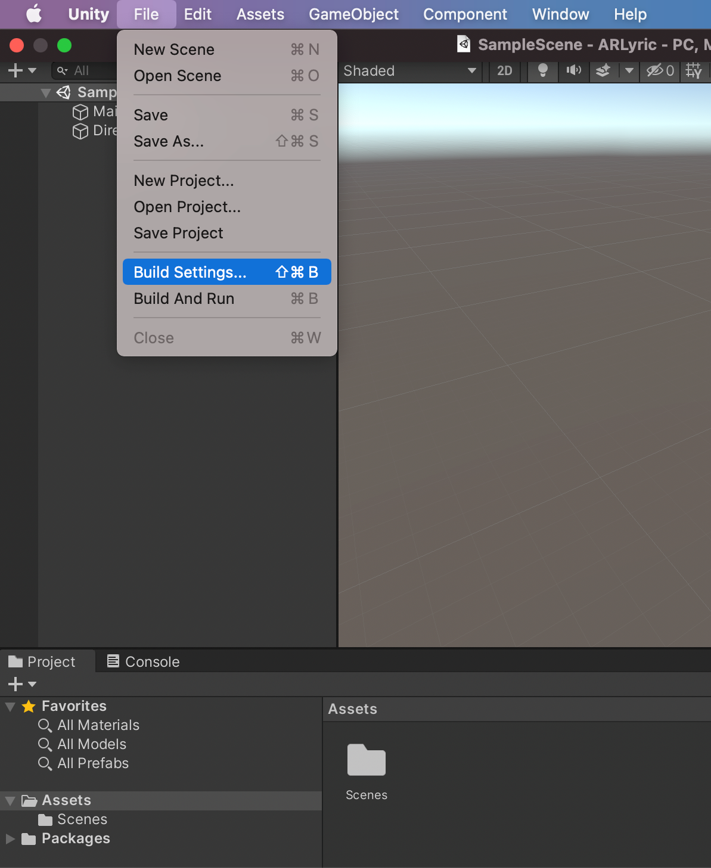 Unity File Edit Assets GameObject Component Window Help
SampleScene - ARLyric - PC, M
All
Shaded 2D 0
Samp
Mai
Dire
New Scene ⌘ N
Open Scene ⌘ O
Save ⌘ S
Save As... ⇧⌘ S
New Project...
Open Project...
Save Project
Build Settings... ⇧⌘ B
Build And Run ⌘ B
Close ⌘ W
Project Console
Favorites
All Materials
All Models
All Prefabs
Assets
Scenes
Packages
Assets
Scenes